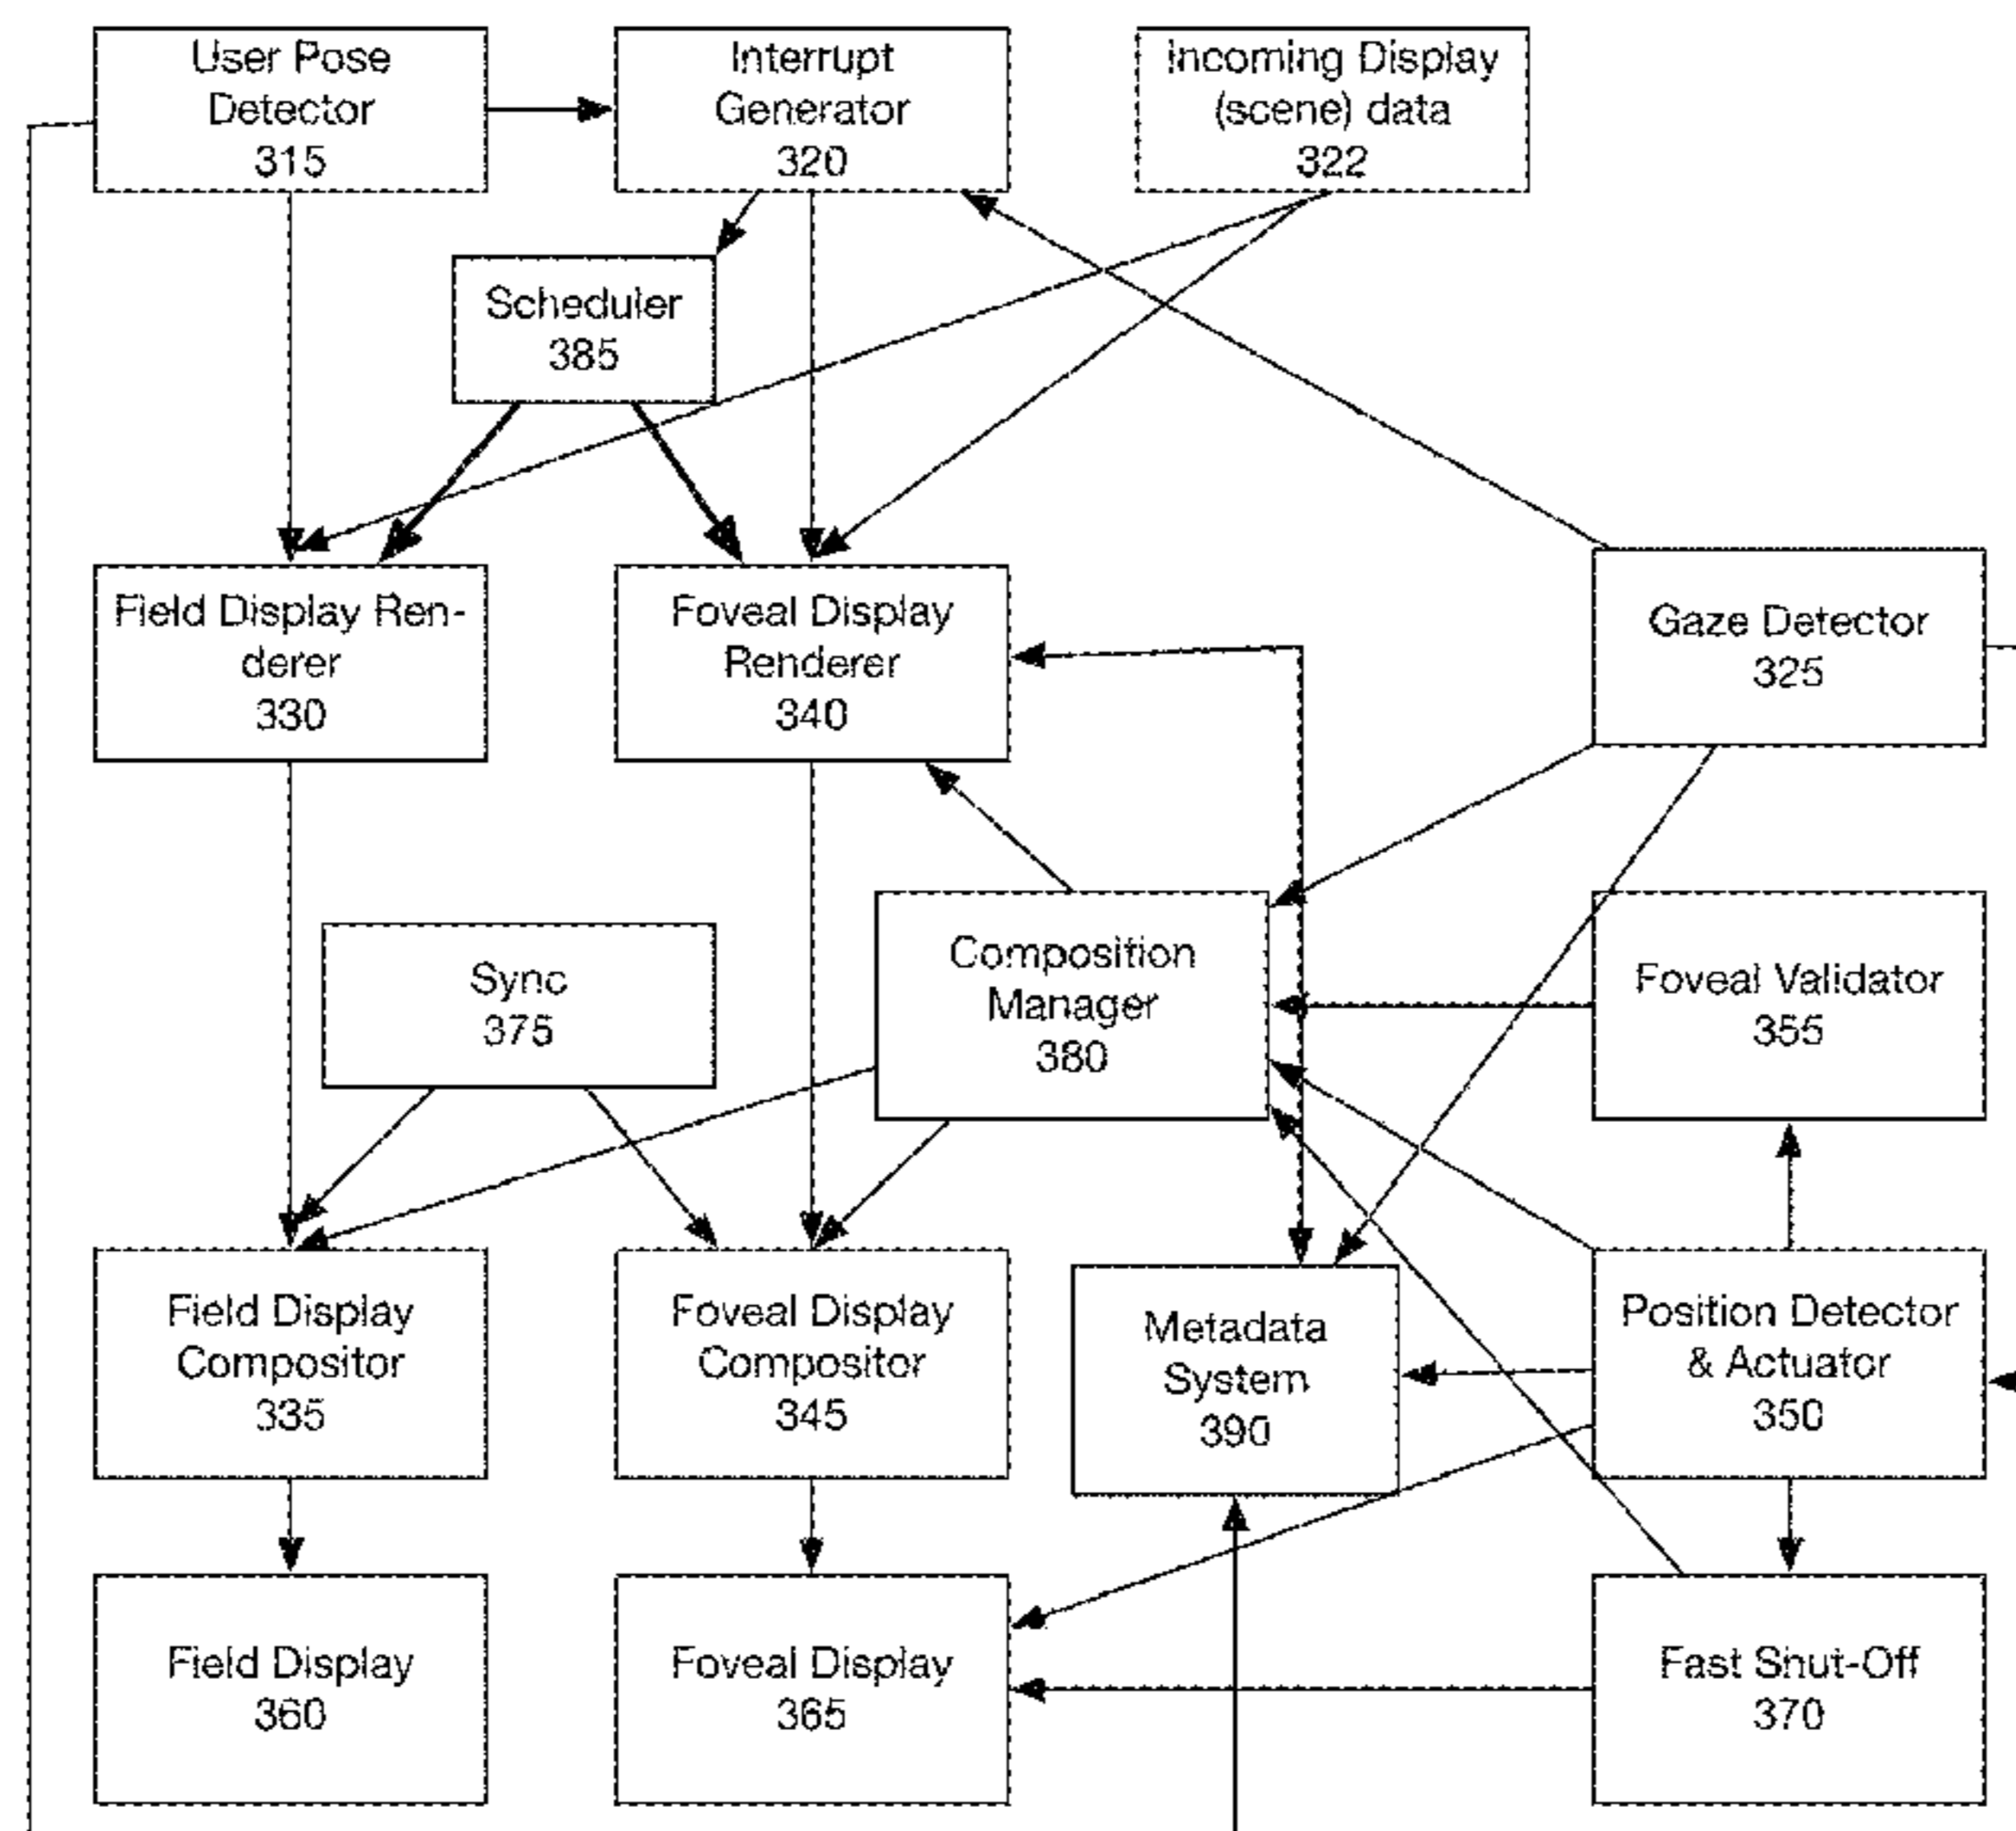 User Pose
Detector
315
Interrupt
Generator
320
Incoming Display
(scene) data
322
Scheduler
385
Field Display Ren-
derer
330
Foveal Display
Renderer
340
Gaze Detector
325
Sync
375
Composition
Manager
380
Foveal Validator
355
Field Display
Compositor
335
Foveal Display
Compositor
345
Metadata
System
390
Position Detector
& Actuator
350
Field Display
360
Foveal Display
365
Fast Shut-Off
370